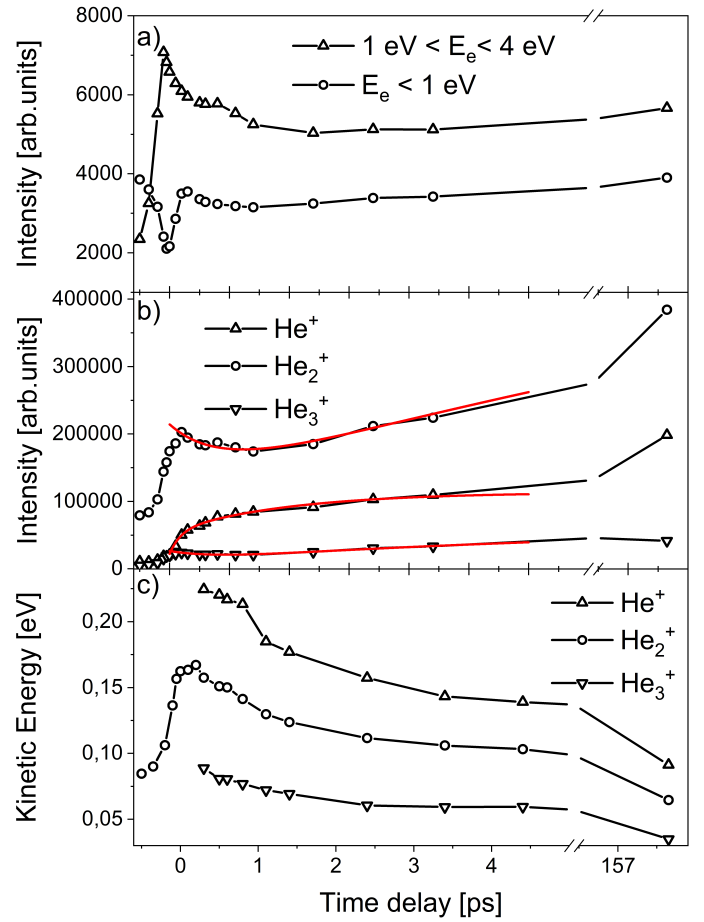 a)
1 eV < Eₑ < 4 eV
Eₑ < 1 eV
8000
6000
4000
2000
Intensity [arb.units]
b)
He⁺
He₂⁺
He₃⁺
400000
300000
200000
100000
0
Intensity [arb.units]
c)
He⁺
He₂⁺
He₃⁺
0,20
0,15
0,10
0,05
Kinetic Energy [eV]
0 1 2 3 4 157
Time delay [ps]